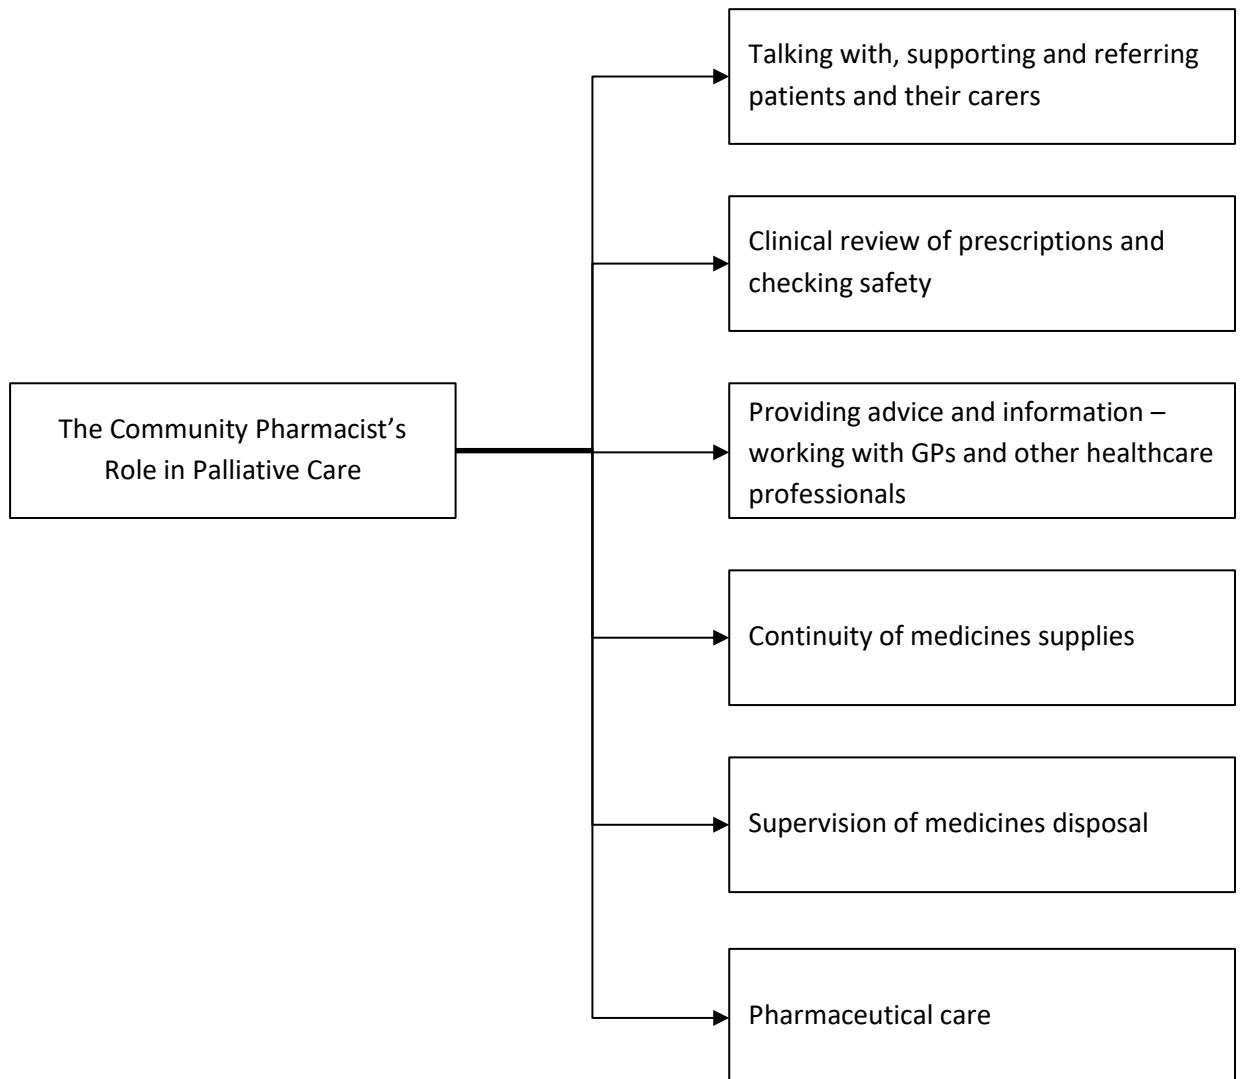 Talking with, supporting and referring
patients and their carers
Clinical review of prescriptions and
checking safety
The Community Pharmacist’s
Role in Palliative Care
Providing advice and information –
working with GPs and other healthcare
professionals
Continuity of medicines supplies
Supervision of medicines disposal
Pharmaceutical care